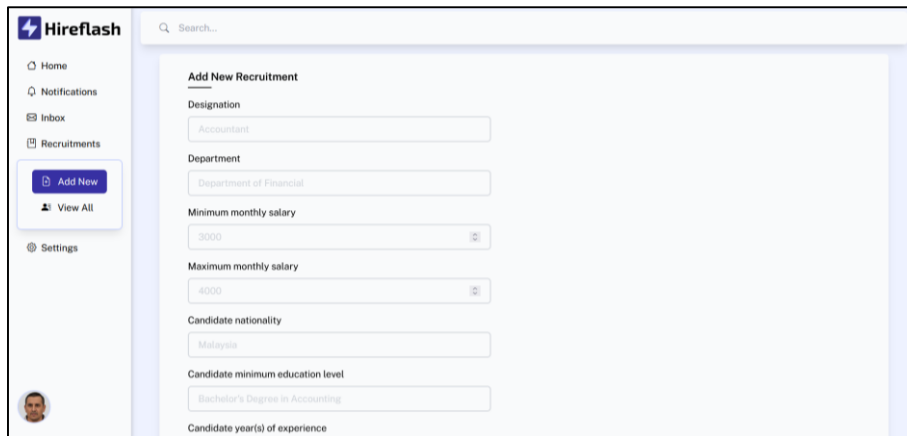 Hireflash
Search...
Home
Notifications
Inbox
Recruitments
Add New
View All
Settings
Add New Recruitment
Designation
Accountant
Department
Department of Financial
Minimum monthly salary
3000
Maximum monthly salary
4000
Candidate nationality
Malaysia
Candidate minimum education level
Bachelor's Degree in Accounting
Candidate year(s) of experience